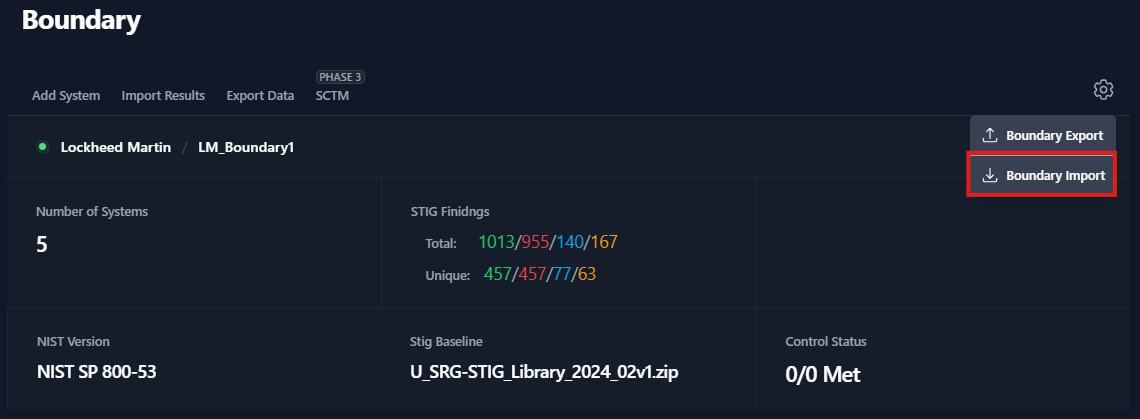 Boundary
PHASE 3
Add System Import Results Export Data SCTM
Lockheed Martin / LM_Boundary1
Boundary Export
Boundary Import
Number of Systems
5
STIG Finidngs
Total: 1013/955/140/167
Unique: 457/457/77/63
NIST Version
NIST SP 800-53
Stig Baseline
U_SRG-STIG_Library_2024_02v1.zip
Control Status
0/0 Met